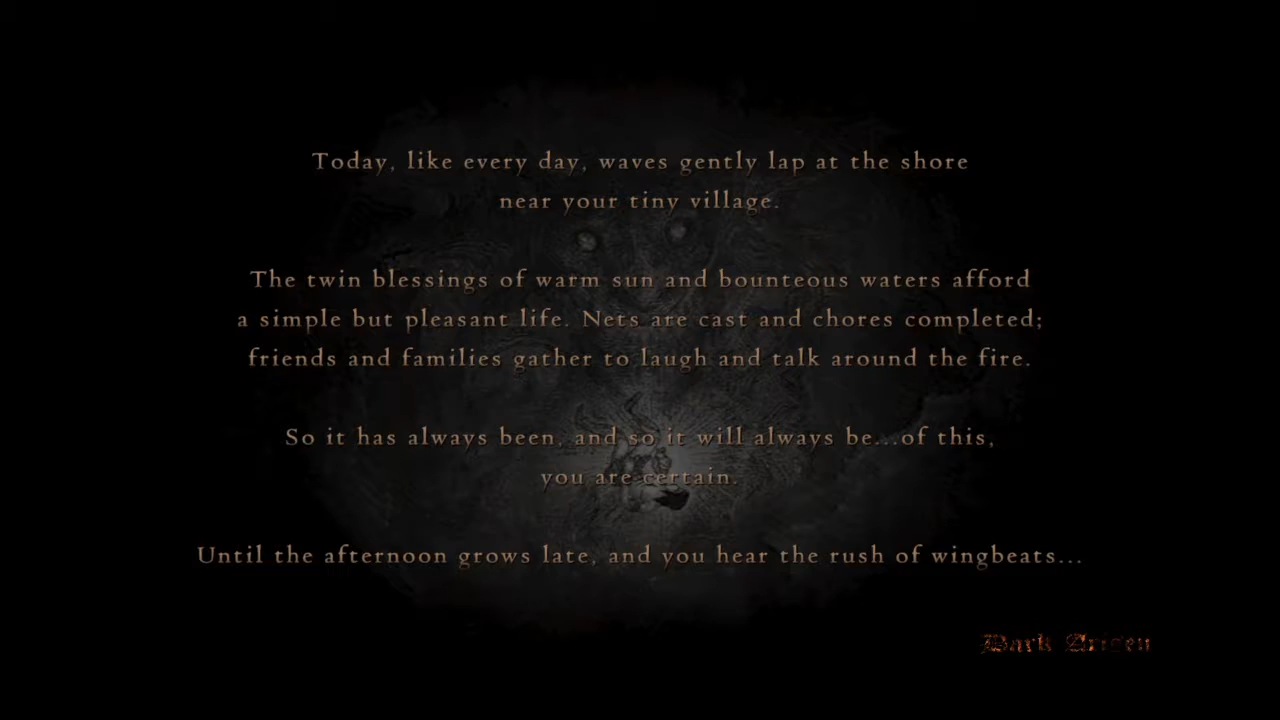 Today, like every day, waves gently lap at the shore
near your tiny village.
The twin blessings of warm sun and bounteous waters afford
a simple but pleasant life. Nets are cast and chores completed;
friends and families gather to laugh and talk around the fire.
So it has always been, and so it will always be...of this,
you are certain.
Until the afternoon grows late, and you hear the rush of wingbeats...
Dark Arisen